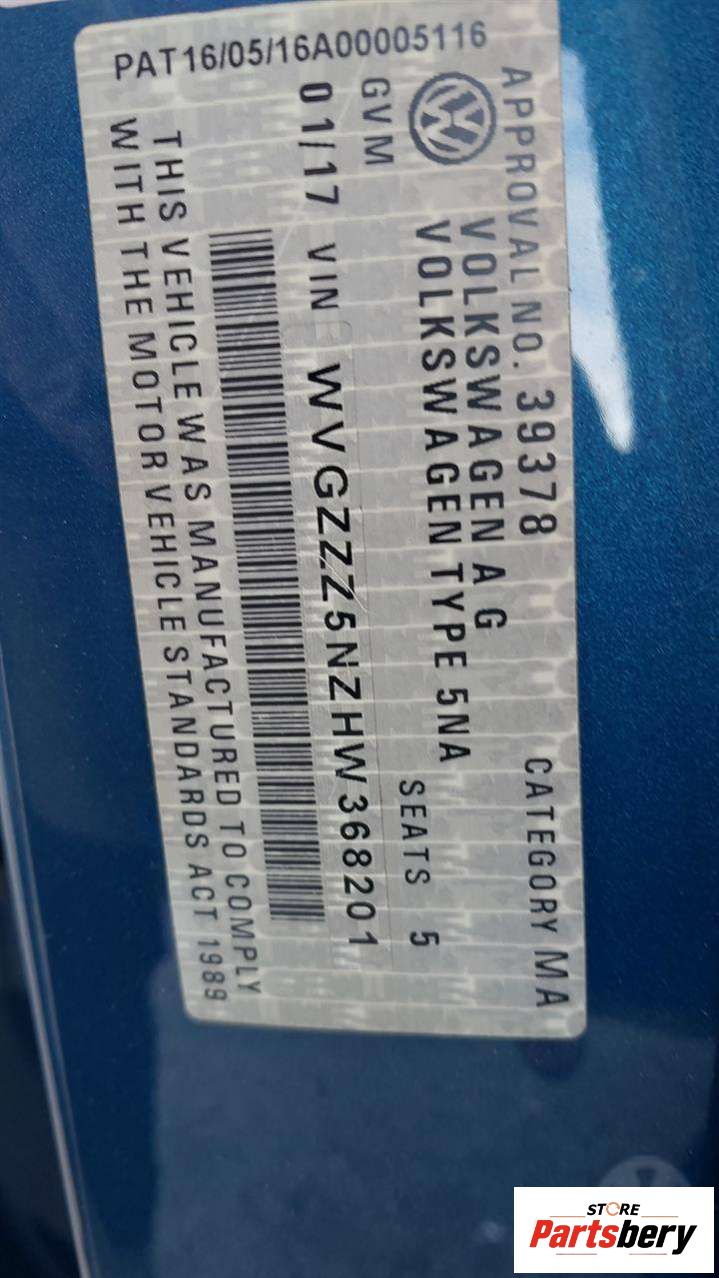 PAT16/05/16A00005116
APPROVAL NO. 39378 CATEGORY MA
VOLKSWAGEN AG
VOLKSWAGEN TYPE 5NA
GVM SEATS 5
01/17 VIN WVGZZZ5NZHW368201
THIS VEHICLE WAS MANUFACTURED TO COMPLY
WITH THE MOTOR VEHICLE STANDARDS ACT 1989
STORE
Partsbery